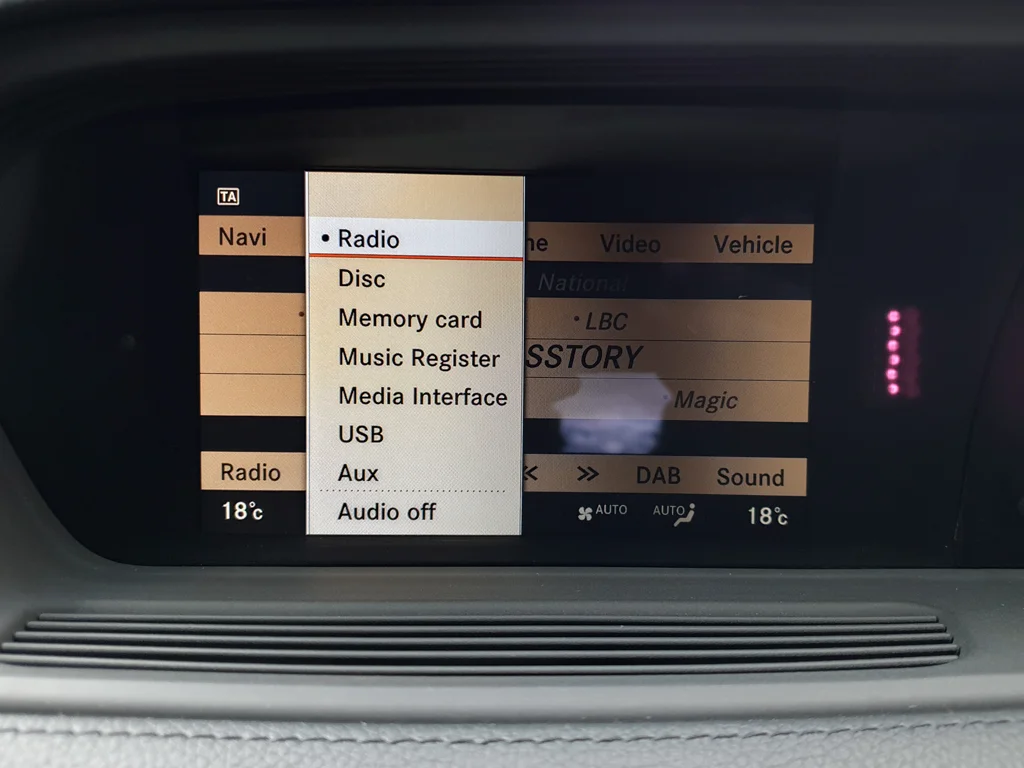 TA
Navi ne Video Vehicle
• Radio
Disc
National
Memory card
• LBC
Music Register
SSTORY
Media Interface
• Magic
USB
Radio << >> DAB Sound
Aux
18°C AUTO AUTO 18°C
Audio off